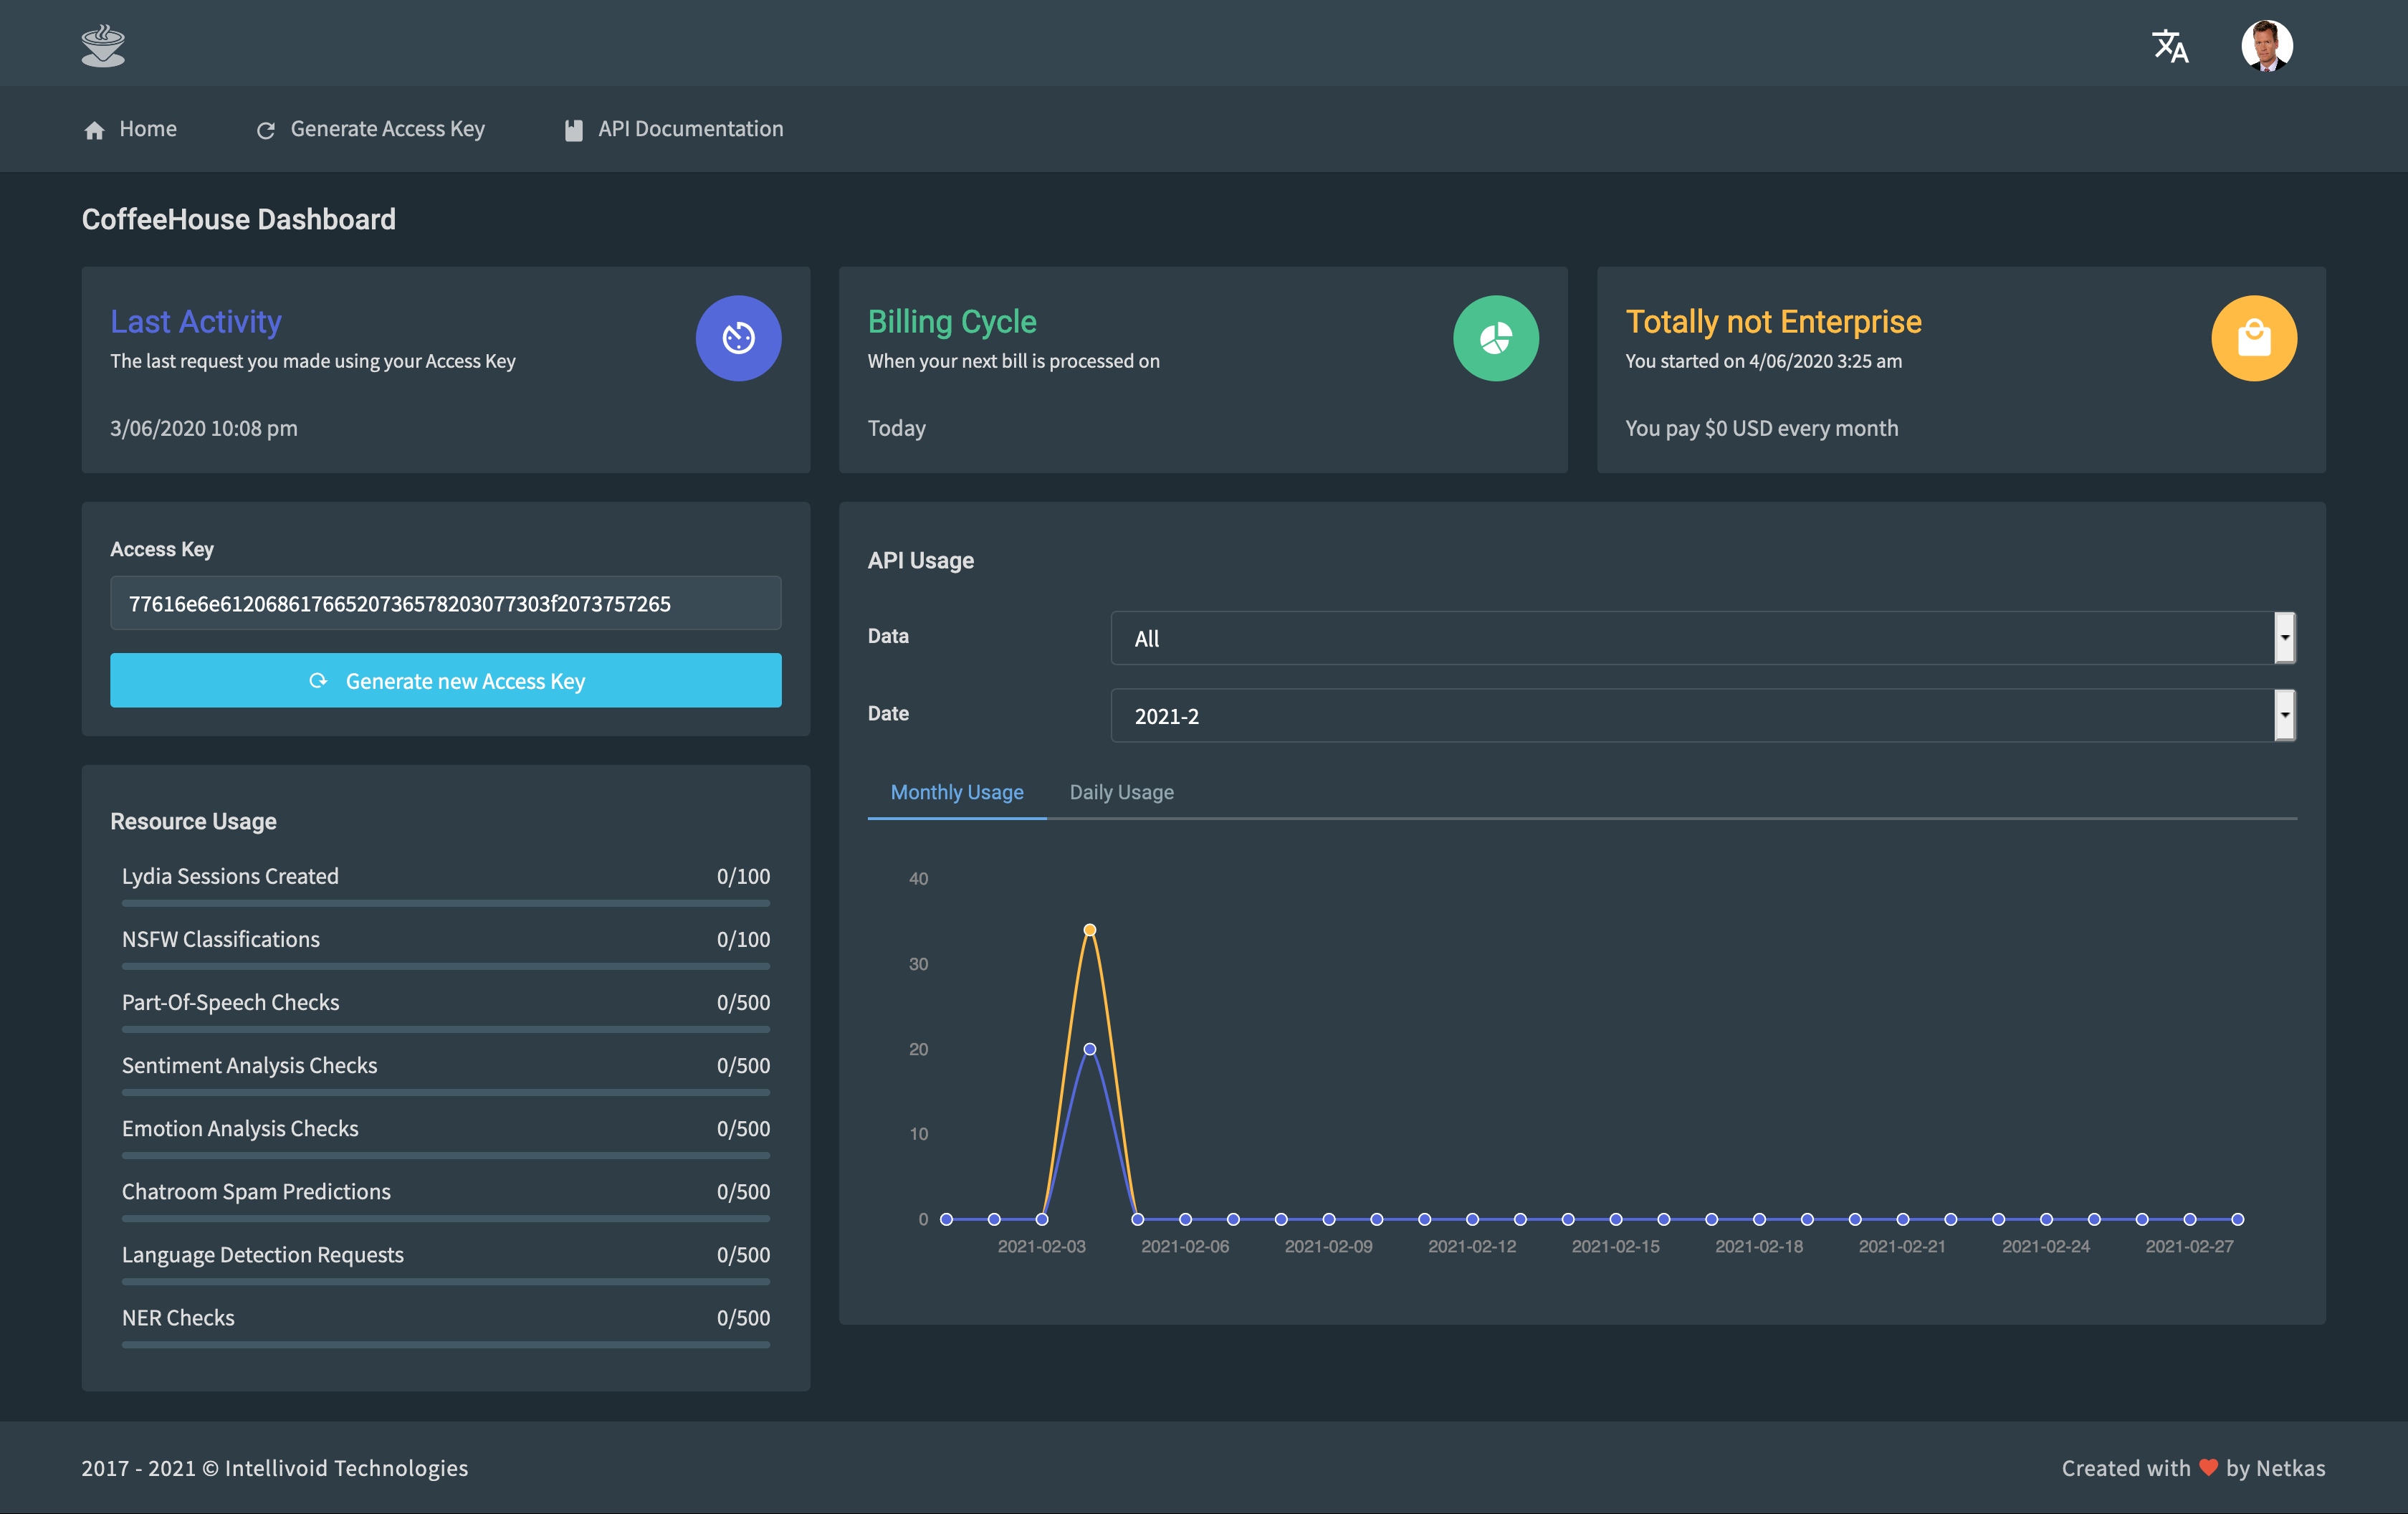 Home
Generate Access Key
API Documentation
CoffeeHouse Dashboard
Last Activity
The last request you made using your Access Key
3/06/2020 10:08 pm
Billing Cycle
When your next bill is processed on
Today
Totally not Enterprise
You started on 4/06/2020 3:25 am
You pay $0 USD every month
Access Key
77616e6e61206861766520736578203077303f2073757265
Generate new Access Key
Resource Usage
Lydia Sessions Created 0/100
NSFW Classifications 0/100
Part-Of-Speech Checks 0/500
Sentiment Analysis Checks 0/500
Emotion Analysis Checks 0/500
Chatroom Spam Predictions 0/500
Language Detection Requests 0/500
NER Checks 0/500
API Usage
Data All
Date 2021-2
Monthly Usage Daily Usage
40
30
20
10
0
2021-02-03 2021-02-06 2021-02-09 2021-02-12 2021-02-15 2021-02-18 2021-02-21 2021-02-24 2021-02-27
2017 - 2021 © Intellivoid Technologies
Created with ❤ by Netkas